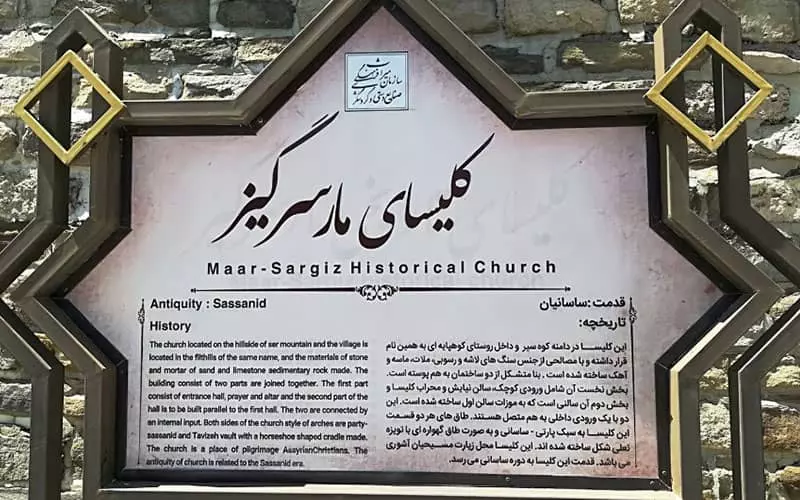 سازمان میراث فرهنگی
صنایع دستی و گردشگری
کلیسای مارسرگیز
Maar-Sargiz Historical Church
Antiquity : Sassanid
History
The church located on the hillside of ser mountain and the village is
located in the filthills of the same name, and the materials of stone
and mortar of sand and limestone sedimentary rock made. The
building consist of two parts are joined together. The first part
consist of entrance hall, prayer and altar and the second part of the
hall is to be built parallel to the first hall. The two are connected by
an internal input. Both sides of the church style of arches are party-
sassanid and Tavizeh vault with a horseshoe shaped cradle made.
The church is a place of pilgrimage AsayrianChristians. The
antiquity of church is related to the Sassanid era.
قدمت :ساسانیان
تاریخچه:
این کلیسا در دامنه کوه سیر و داخل روستای کوهپایه ای به همین نام
قرار داشته و با مصالحی از جنس سنگ های لاشه و رسوبی، ملات، ماسه و
آهک ساخته شده است . بنا متشکل از دو ساختمان به هم پیوسته است.
بخش نخست آن شامل ورودی کوچک، سالن نیایش و محراب کلیسا و
بخش دوم آن سالنی است که به موزات سالن اول ساخته شده است. این
دو با یک ورودی داخلی به هم متصل هستند. طاق های هر دو قسمت
این کلیسا به سبک پارتی - ساسانی و به صورت طاق گهواره ای با تویزه
نعلی شکل ساخته شده اند. این کلیسا محل زیارت مسیحیان آشوری
می باشد. قدمت این کلیسا به دوره ساسانی می رسد.